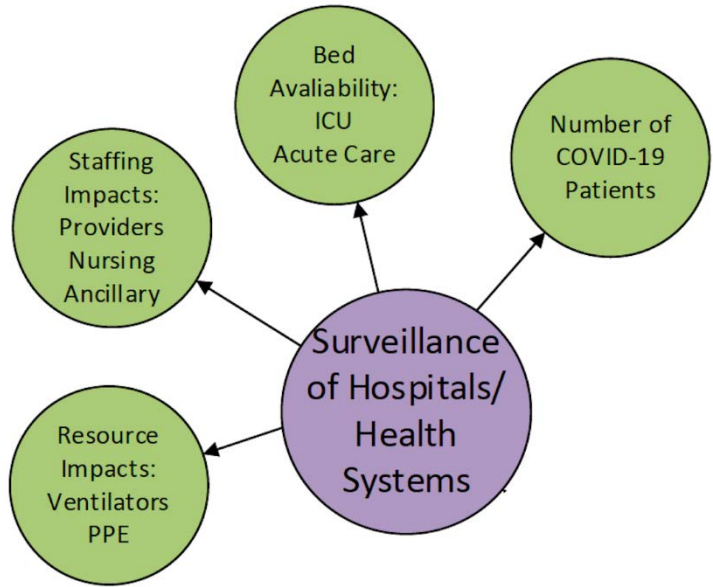 Bed
Avaliability:
ICU
Acute Care
Number of
COVID-19
Patients
Staffing
Impacts:
Providers
Nursing
Ancillary
Surveillance
of Hospitals/
Health
Systems
Resource
Impacts:
Ventilators
PPE